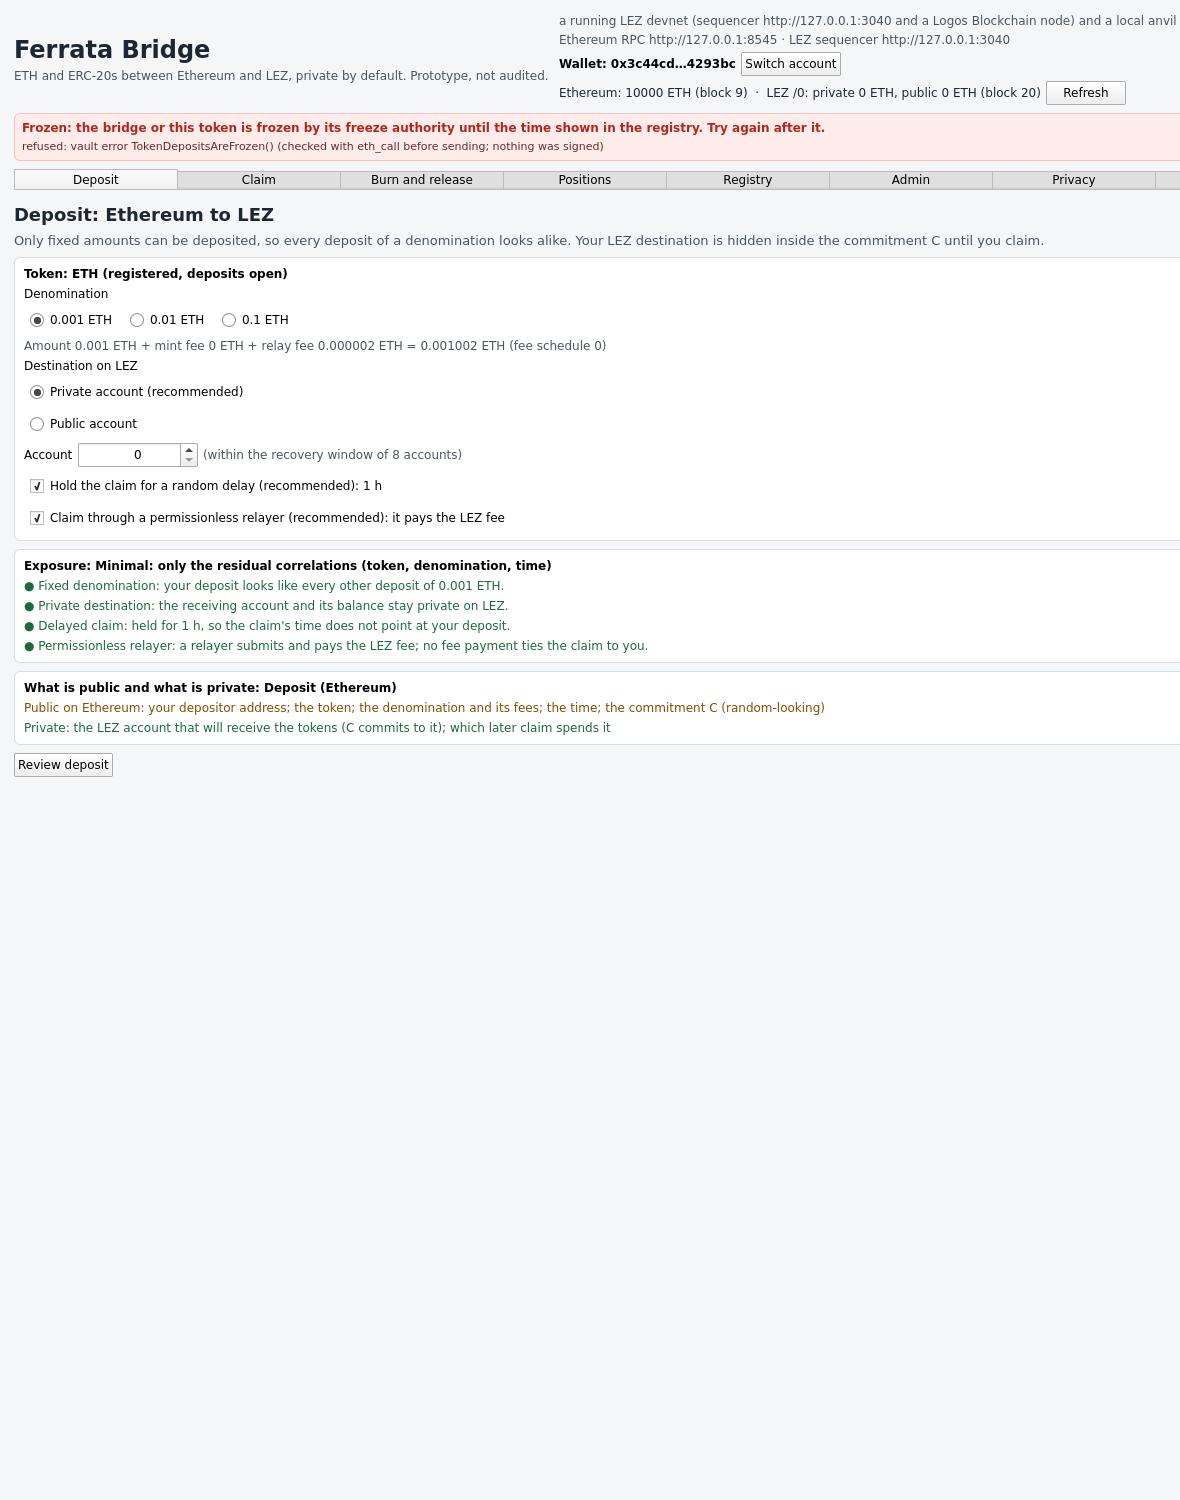 Ferrata Bridge
ETH and ERC-20s between Ethereum and LEZ, private by default. Prototype, not audited.
a running LEZ devnet (sequencer http://127.0.0.1:3040 and a Logos Blockchain node) and a local anvil
Ethereum RPC http://127.0.0.1:8545 · LEZ sequencer http://127.0.0.1:3040
Wallet: 0x3c44cd…4293bc Switch account
Ethereum: 10000 ETH (block 9) · LEZ /0: private 0 ETH, public 0 ETH (block 20) Refresh
Frozen: the bridge or this token is frozen by its freeze authority until the time shown in the registry. Try again after it.
refused: vault error TokenDepositsAreFrozen() (checked with eth_call before sending; nothing was signed)
Deposit Claim Burn and release Positions Registry Admin Privacy
Deposit: Ethereum to LEZ
Only fixed amounts can be deposited, so every deposit of a denomination looks alike. Your LEZ destination is hidden inside the commitment C until you claim.
Token: ETH (registered, deposits open)
Denomination
0.001 ETH 0.01 ETH 0.1 ETH
Amount 0.001 ETH + mint fee 0 ETH + relay fee 0.000002 ETH = 0.001002 ETH (fee schedule 0)
Destination on LEZ
Private account (recommended)
Public account
Account 0 (within the recovery window of 8 accounts)
Hold the claim for a random delay (recommended): 1 h
Claim through a permissionless relayer (recommended): it pays the LEZ fee
Exposure: Minimal: only the residual correlations (token, denomination, time)
● Fixed denomination: your deposit looks like every other deposit of 0.001 ETH.
● Private destination: the receiving account and its balance stay private on LEZ.
● Delayed claim: held for 1 h, so the claim's time does not point at your deposit.
● Permissionless relayer: a relayer submits and pays the LEZ fee; no fee payment ties the claim to you.
What is public and what is private: Deposit (Ethereum)
Public on Ethereum: your depositor address; the token; the denomination and its fees; the time; the commitment C (random-looking)
Private: the LEZ account that will receive the tokens (C commits to it); which later claim spends it
Review deposit